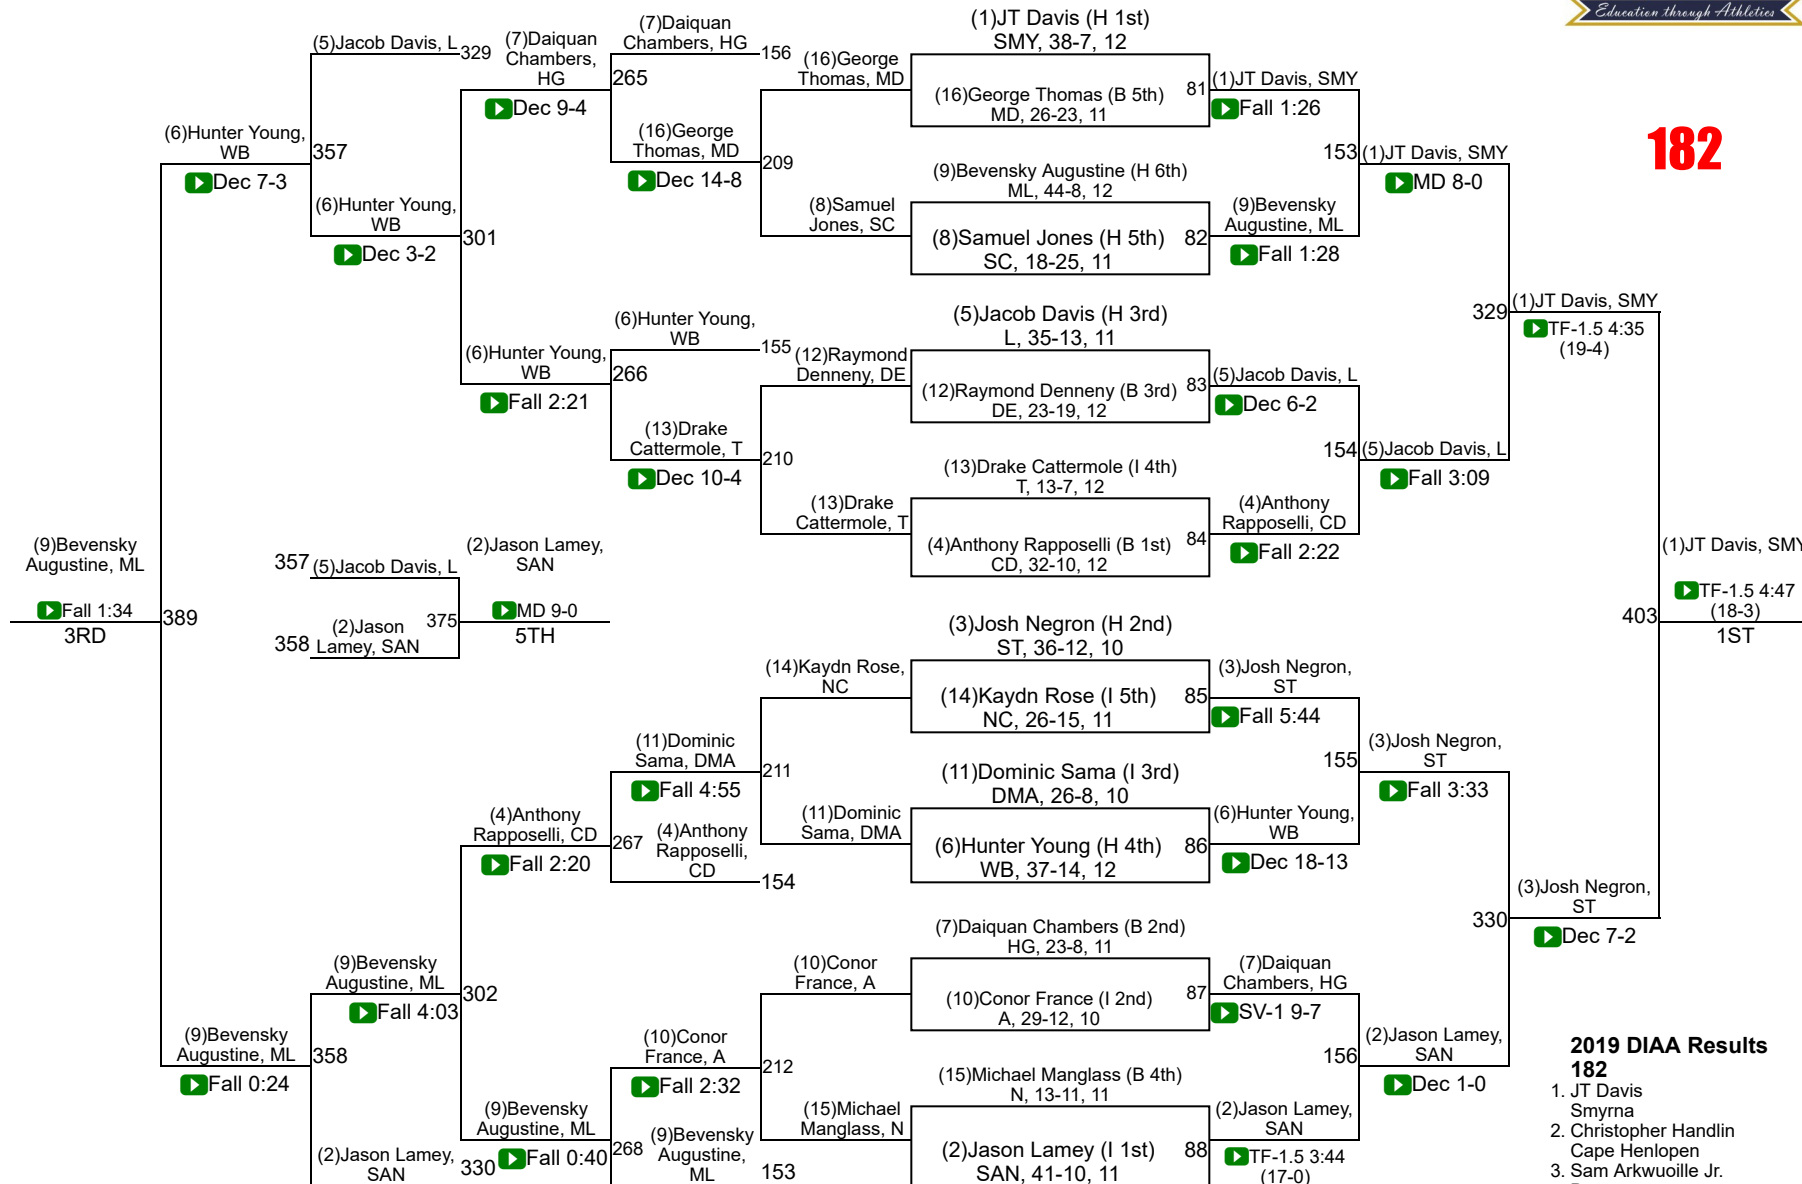 Education through Athletics
182
(5)Jacob Davis, L
329
(6)Hunter Young,
WB
Dec 7-3
357
(6)Hunter Young,
WB
Dec 3-2
301
(7)Daiquan
Chambers,
HG
Dec 9-4
265
(7)Daiquan
Chambers, HG
156
(16)George
Thomas, MD
Dec 14-8
209
(16)George
Thomas, MD
(8)Samuel
Jones, SC
(6)Hunter Young,
WB
Fall 2:21
266
(6)Hunter Young,
WB
155
(13)Drake
Cattermole, T
Dec 10-4
210
(12)Raymond
Denneny, DE
(13)Drake
Cattermole, T
(1)JT Davis (H 1st)
SMY, 38-7, 12
(16)George Thomas (B 5th)
MD, 26-23, 11
81
(1)JT Davis, SMY
Fall 1:26
(9)Bevensky Augustine (H 6th)
ML, 44-8, 12
(8)Samuel Jones (H 5th)
SC, 18-25, 11
82
(9)Bevensky
Augustine, ML
Fall 1:28
153
(1)JT Davis, SMY
MD 8-0
(5)Jacob Davis (H 3rd)
L, 35-13, 11
(12)Raymond Denneny (B 3rd)
DE, 23-19, 12
83
(5)Jacob Davis, L
Dec 6-2
(13)Drake Cattermole (I 4th)
T, 13-7, 12
(4)Anthony Rapposelli (B 1st)
CD, 32-10, 12
84
(4)Anthony
Rapposelli, CD
Fall 2:22
154
(5)Jacob Davis, L
Fall 3:09
329
(1)JT Davis, SMY
TF-1.5 4:35
(19-4)
(9)Bevensky
Augustine, ML
Fall 1:34
3RD
389
357
(5)Jacob Davis, L
358
(2)Jason
Lamey, SAN
375
(2)Jason Lamey,
SAN
MD 9-0
5TH
403
(1)JT Davis, SMY
TF-1.5 4:47
(18-3)
1ST
(3)Josh Negron (H 2nd)
ST, 36-12, 10
(14)Kaydn Rose (I 5th)
NC, 26-15, 11
85
(14)Kaydn Rose,
NC
(3)Josh Negron,
ST
Fall 5:44
(11)Dominic
Sama, DMA
Fall 4:55
211
(11)Dominic Sama (I 3rd)
DMA, 26-8, 10
(6)Hunter Young (H 4th)
WB, 37-14, 12
86
(11)Dominic
Sama, DMA
(6)Hunter Young,
WB
Dec 18-13
155
(3)Josh Negron,
ST
Fall 3:33
(4)Anthony
Rapposelli, CD
Fall 2:20
267
(4)Anthony
Rapposelli,
CD
154
330
(3)Josh Negron,
ST
Dec 7-2
(7)Daiquan Chambers (B 2nd)
HG, 23-8, 11
(10)Conor France (I 2nd)
A, 29-12, 10
87
(10)Conor
France, A
(7)Daiquan
Chambers, HG
SV-1 9-7
(9)Bevensky
Augustine, ML
Fall 4:03
302
(9)Bevensky
Augustine, ML
Fall 0:24
358
(10)Conor
France, A
Fall 2:32
212
156
(2)Jason Lamey,
SAN
Dec 1-0
(15)Michael Manglass (B 4th)
N, 13-11, 11
(2)Jason Lamey (I 1st)
SAN, 41-10, 11
88
(15)Michael
Manglass, N
(2)Jason Lamey,
SAN
TF-1.5 3:44
(17-0)
(9)Bevensky
Augustine, ML
Fall 0:40
268
(9)Bevensky
Augustine,
ML
153
(2)Jason Lamey,
SAN
330
2019 DIAA Results
182
1. JT Davis
Smyrna
2. Christopher Handlin
Cape Henlopen
3. Sam Arkwuoille Jr.